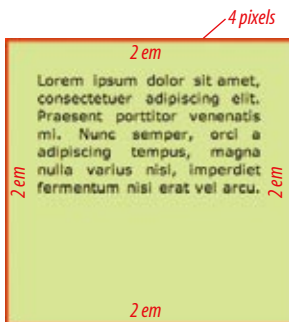 4 pixels
2 em
Lorem ipsum dolor sit amet,
consectetuer adipiscing elit.
Praesent porttitor venenatis
mi. Nunc semper, orci a
adipiscing tempus, magna
nulla varius nisl, imperdiet
fermentum nisl erat vel arcu.
2 em
2 em
2 em